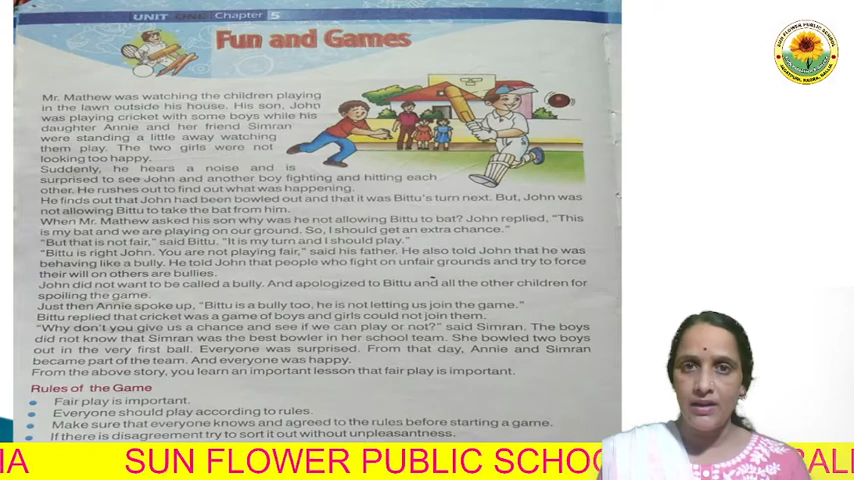 UNIT ONE Chapter 5
Fun and Games
Mr. Mathew was watching the children playing
in the lawn outside his house. His son, John
was playing cricket with some boys while his
daughter Annie and her friend Simran
were standing a little away watching
them play. The two girls were not
looking too happy.
Suddenly, he hears a noise and is
surprised to see John and another boy fighting and hitting each
other. He rushes out to find out what was happening.
He finds out that John had been bowled out and that it was Bittu's turn next. But, John was
not allowing Bittu to take the bat from him.
When Mr. Mathew asked his son why was he not allowing Bittu to bat? John replied, "This
is my bat and we are playing on our ground. So, I should get an extra chance."
"But that is not fair," said Bittu. "It is my turn and I should play."
"Bittu is right John. You are not playing fair," said his father. He also told John that he was
behaving like a bully. He told John that people who fight on unfair grounds and try to force
their will on others are bullies.
John did not want to be called a bully. And apologized to Bittu and all the other children for
spoiling the game.
Just then Annie spoke up, "Bittu is a bully too, he is not letting us join the game."
Bittu replied that cricket was a game of boys and girls could not join them.
"Why don't you give us a chance and see if we can play or not?" said Simran. The boys
did not know that Simran was the best bowler in her school team. She bowled two boys
out in the very first ball. Everyone was surprised. From that day, Annie and Simran
became part of the team. And everyone was happy.
From the above story, you learn an important lesson that fair play is important.
Rules of the Game
• Fair play is important.
• Everyone should play according to rules.
• Make sure that everyone knows and agreed to the rules before starting a game.
• If there is disagreement try to sort it out without unpleasantness.
SUN FLOWER PUBLIC SCHOOL
IA SUN FLOWER PUBLIC SCHOO